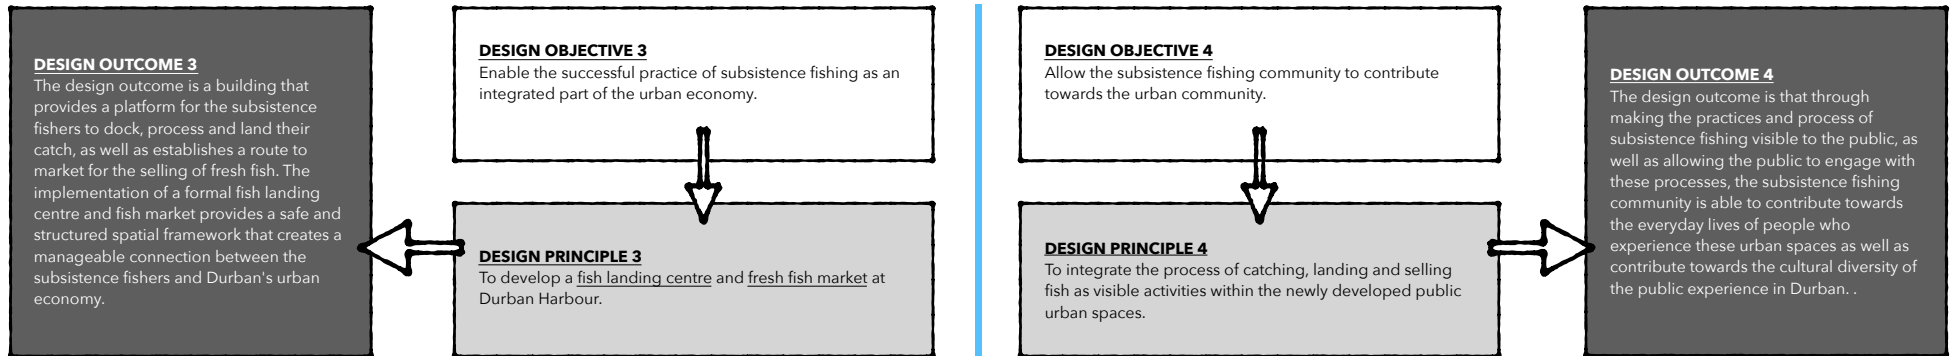 DESIGN OUTCOME 3
The design outcome is a building that
provides a platform for the subsistence
fishers to dock, process and land their
catch, as well as establishes a route to
market for the selling of fresh fish. The
implementation of a formal fish landing
centre and fish market provides a safe and
structured spatial framework that creates a
manageable connection between the
subsistence fishers and Durban's urban
economy.
DESIGN OBJECTIVE 3
Enable the successful practice of subsistence fishing as an
integrated part of the urban economy.
DESIGN PRINCIPLE 3
To develop a fish landing centre and fresh fish market at
Durban Harbour.
DESIGN OBJECTIVE 4
Allow the subsistence fishing community to contribute
towards the urban community.
DESIGN PRINCIPLE 4
To integrate the process of catching, landing and selling
fish as visible activities within the newly developed public
urban spaces.
DESIGN OUTCOME 4
The design outcome is that through
making the practices and process of
subsistence fishing visible to the public, as
well as allowing the public to engage with
these processes, the subsistence fishing
community is able to contribute towards
the everyday lives of people who
experience these urban spaces as well as
contribute towards the cultural diversity of
the public experience in Durban. .